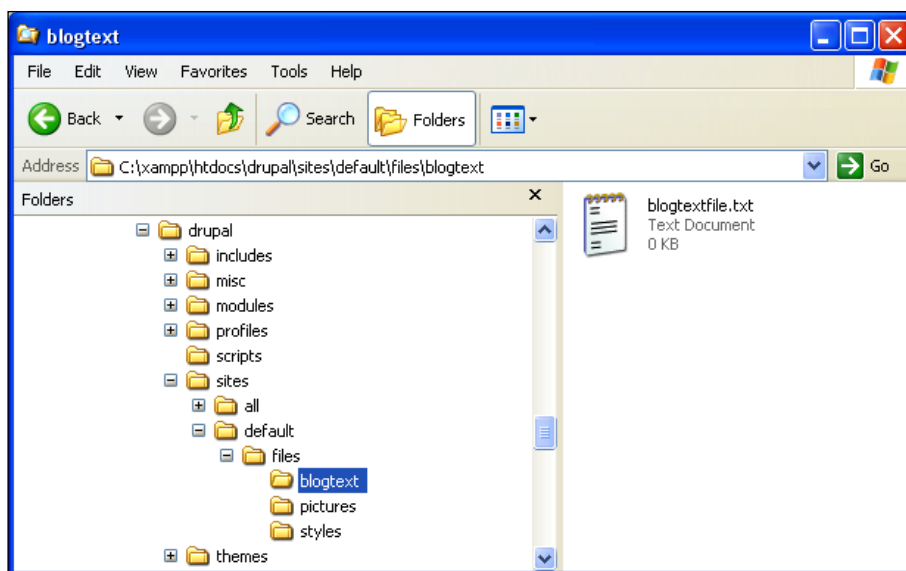 blogtext
File Edit View Favorites Tools Help
Back Search Folders
Address C:\xampp\htdocs\drupal\sites\default\files\blogtext Go
Folders
drupal
includes
misc
modules
profiles
scripts
sites
all
default
files
blogtext
pictures
styles
themes
blogtextfile.txt
Text Document
0 KB